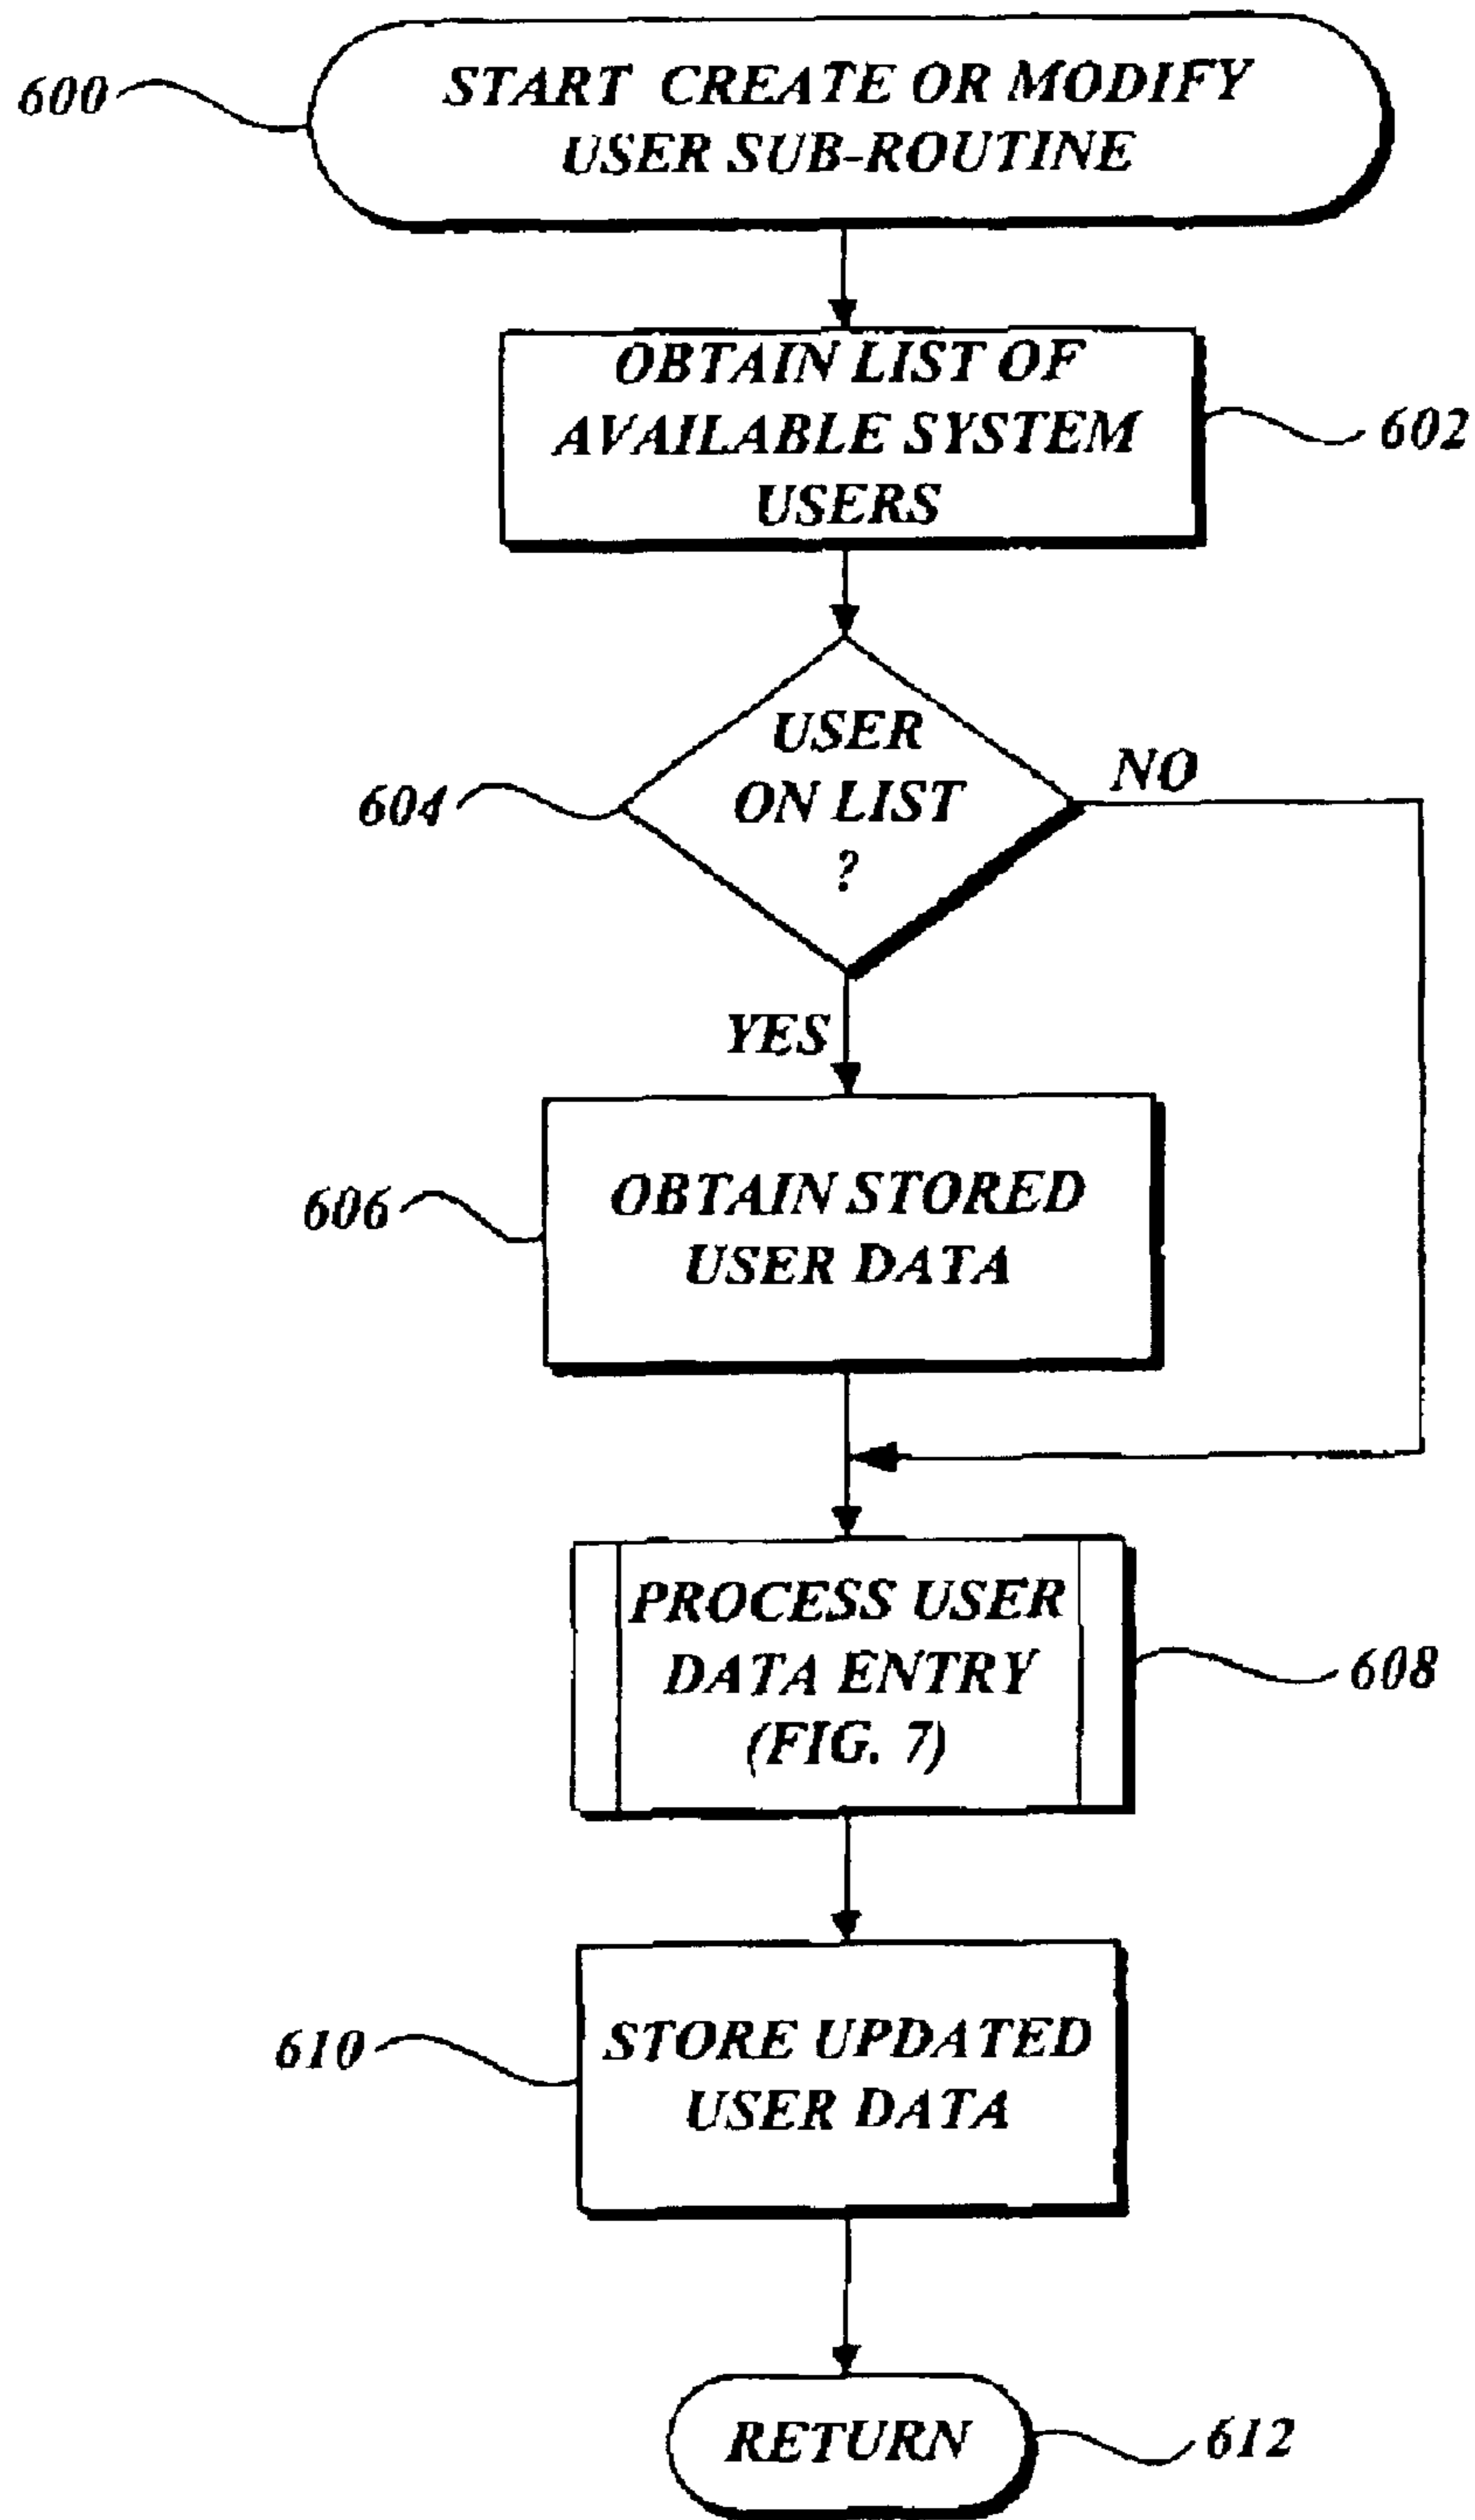 600
START CREATE OR MODIFY
USER SUB-ROUTINE
OBTAIN LIST OF
AVAILABLE SYSTEM
USERS
602
USER
ON LIST
?
604
NO
YES
OBTAIN STORED
USER DATA
606
PROCESS USER
DATA ENTRY
(FIG. 7)
608
STORE UPDATED
USER DATA
610
RETURN
612